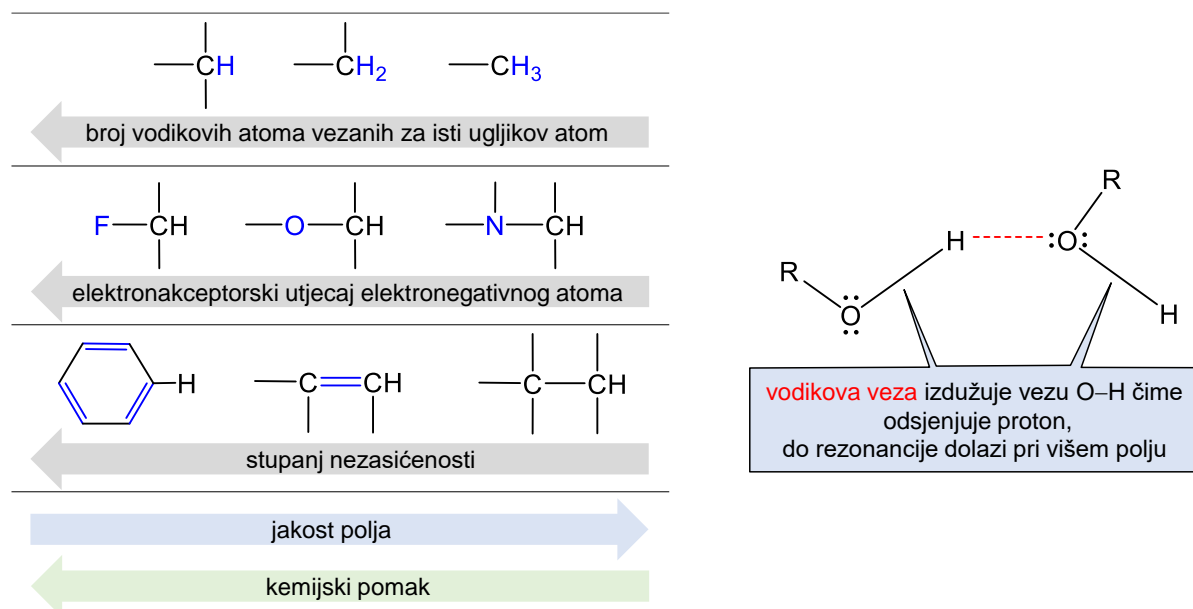 CH CH2 CH3
broj vodikovih atoma vezanih za isti ugljikov atom
F CH O CH N CH
elektronakceptorski utjecaj elektronegativnog atoma
H C CH C CH
stupanj nezasićenosti
jakost polja
kemijski pomak
R
H O
R
O H
vodikova veza izdužuje vezu O–H čime
odsjenjuje proton,
do rezonancije dolazi pri višem polju